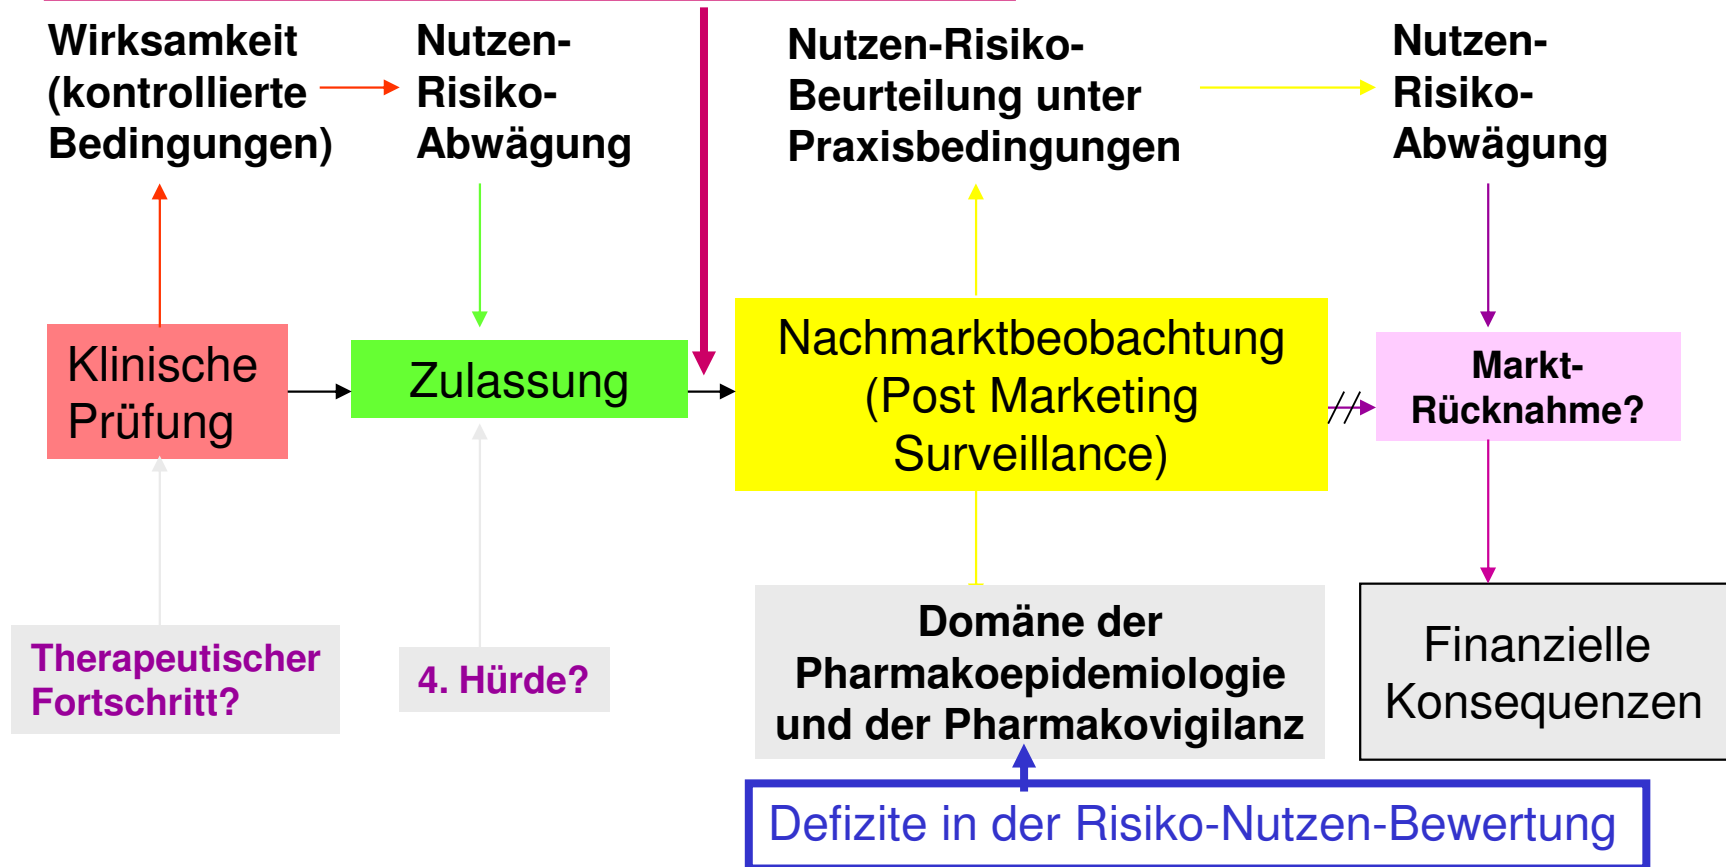 Wirksamkeit
(kontrollierte
Bedingungen)
Nutzen-
Risiko-
Abwägung
Nutzen-Risiko-
Beurteilung unter
Praxisbedingungen
Nutzen-
Risiko-
Abwägung
Klinische
Prüfung
Zulassung
Nachmarktbeobachtung
(Post Marketing
Surveillance)
Markt-
Rücknahme?
Therapeutischer
Fortschritt?
4. Hürde?
Domäne der
Pharmakoepidemiologie
und der Pharmakovigilanz
Finanzielle
Konsequenzen
Defizite in der Risiko-Nutzen-Bewertung